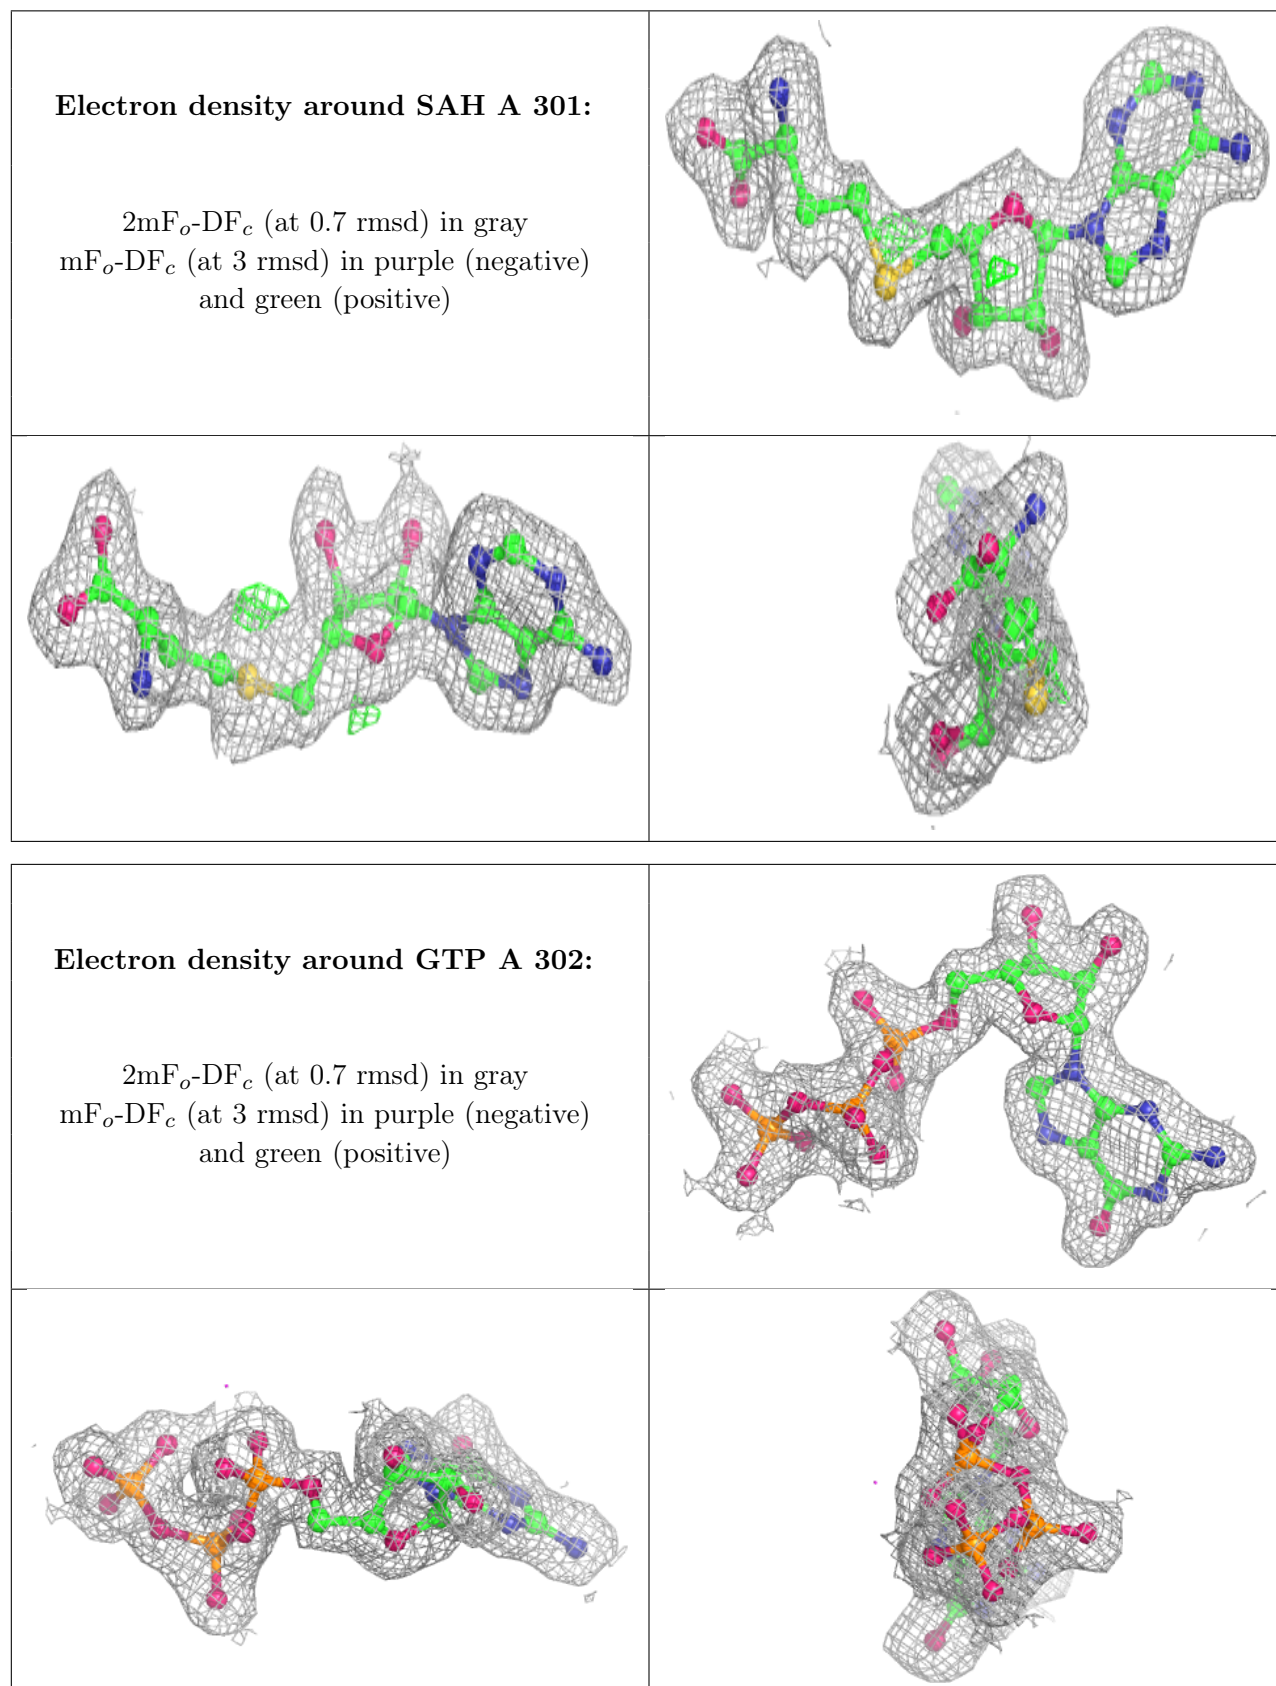 Electron density around SAH A 301:
2mFo-DFc (at 0.7 rmsd) in gray
mFo-DFc (at 3 rmsd) in purple (negative)
and green (positive)
Electron density around GTP A 302:
2mFo-DFc (at 0.7 rmsd) in gray
mFo-DFc (at 3 rmsd) in purple (negative)
and green (positive)